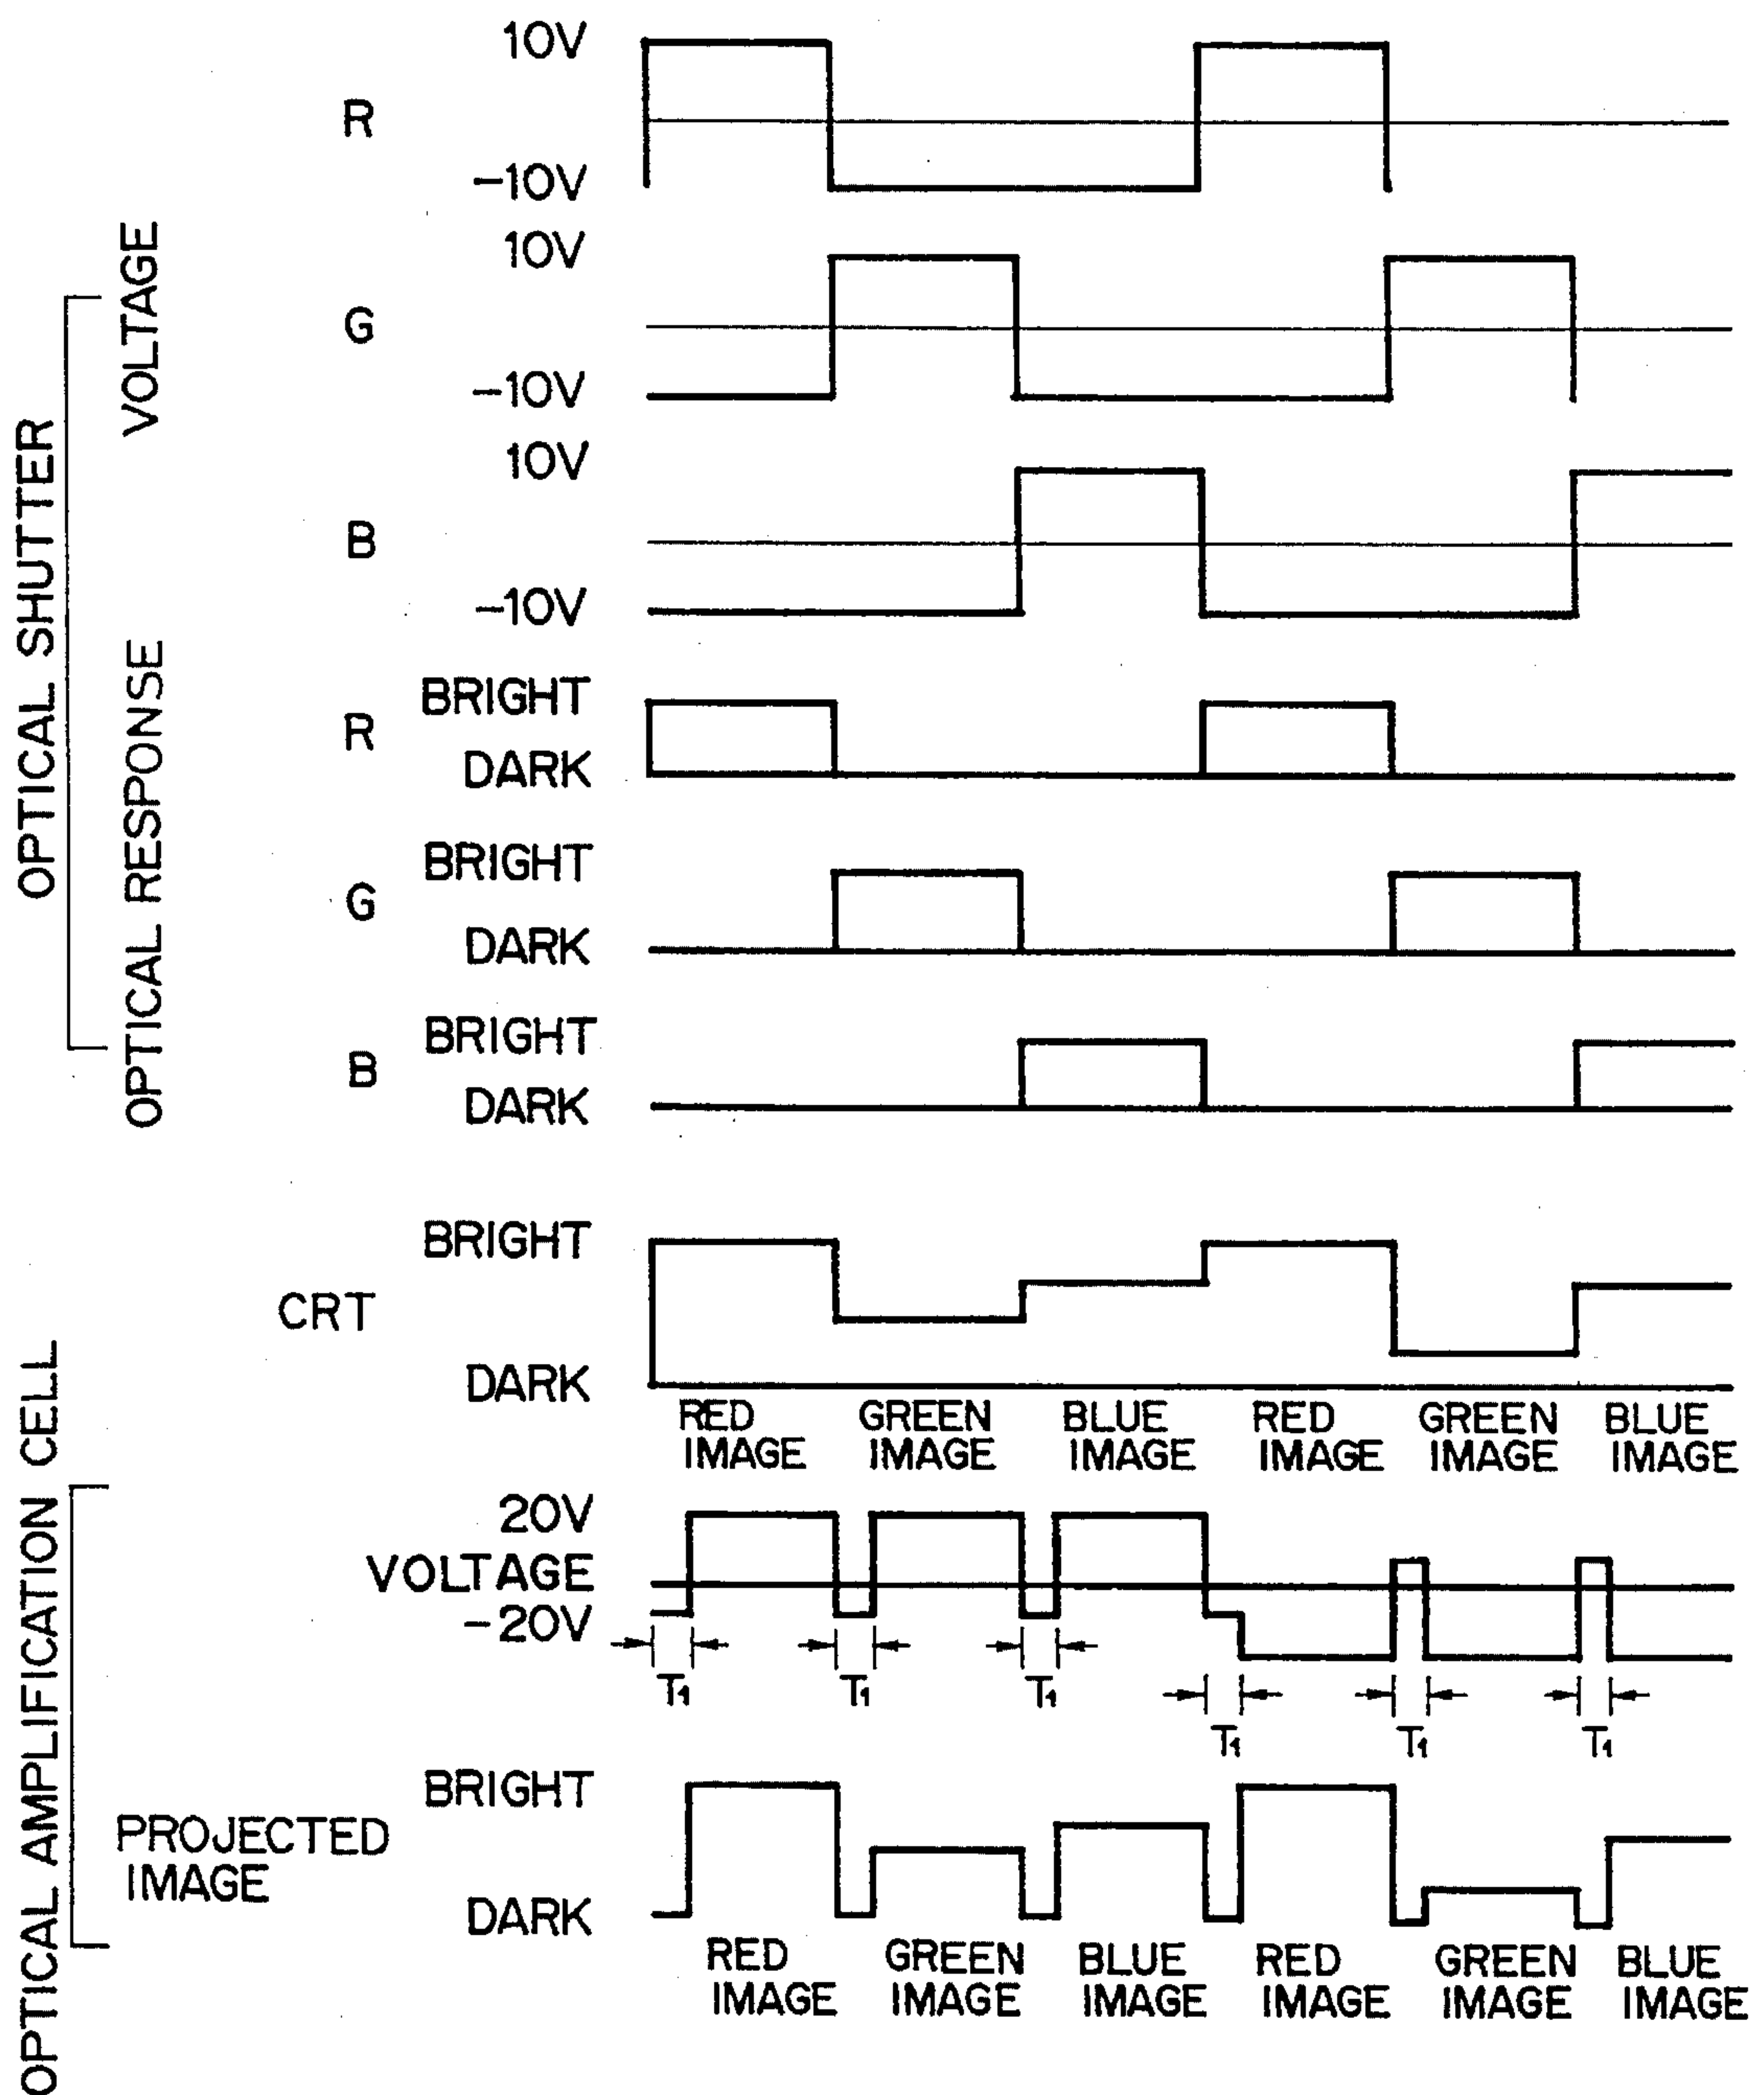 OPTICAL SHUTTER
VOLTAGE
R
10V
-10V
G
10V
-10V
B
10V
-10V
OPTICAL RESPONSE
R
BRIGHT
DARK
G
BRIGHT
DARK
B
BRIGHT
DARK
CRT
BRIGHT
DARK
RED IMAGE
GREEN IMAGE
BLUE IMAGE
RED IMAGE
GREEN IMAGE
BLUE IMAGE
OPTICAL AMPLIFICATION CELL
20V
VOLTAGE
-20V
T1
T1
T1
T1
T1
T1
PROJECTED IMAGE
BRIGHT
DARK
RED IMAGE
GREEN IMAGE
BLUE IMAGE
RED IMAGE
GREEN IMAGE
BLUE IMAGE